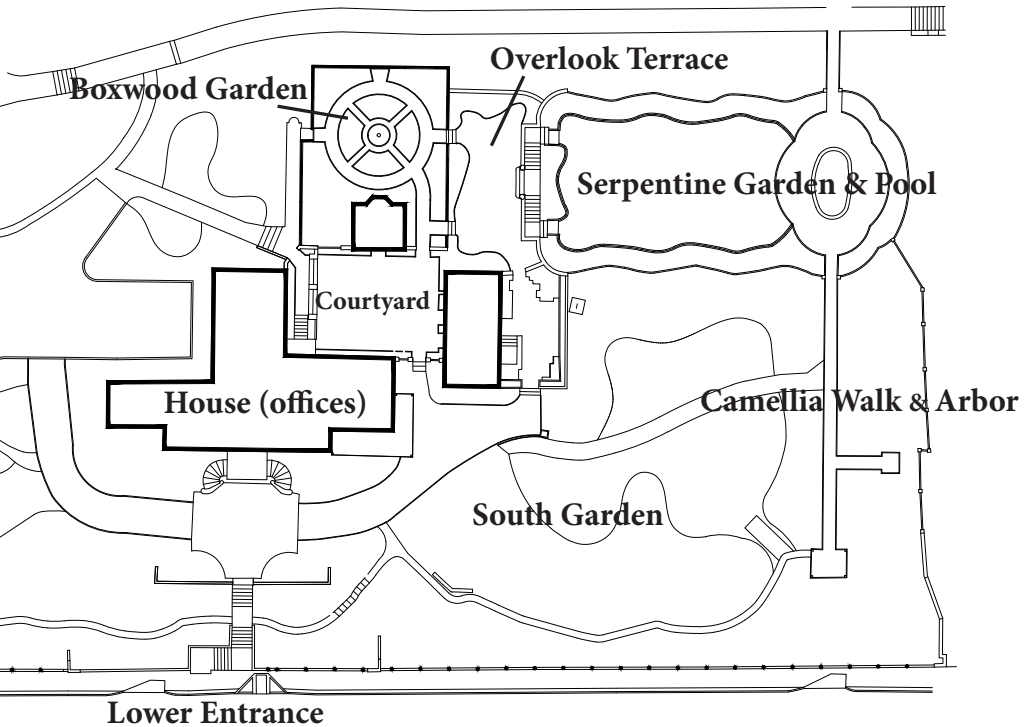 Overlook Terrace
Boxwood Garden
Serpentine Garden & Pool
Courtyard
House (offices)
Camellia Walk & Arbor
South Garden
Lower Entrance